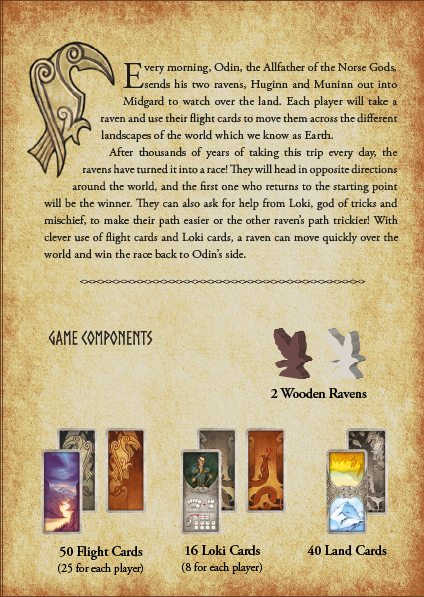 Every morning, Odin, the Allfather of the Norse Gods,
sends his two ravens, Huginn and Muninn out into
Midgard to watch over the land. Each player will take a
raven and use their flight cards to move them across the different
landscapes of the world which we know as Earth.
After thousands of years of taking this trip every day, the
ravens have turned it into a race! They will head in opposite directions
around the world, and the first one who returns to the starting point
will be the winner. They can also ask for help from Loki, god of tricks and
mischief, to make their path easier or the other raven's path trickier! With
clever use of flight cards and Loki cards, a raven can move quickly over the
world and win the race back to Odin's side.
GAME COMPONENTS
2 Wooden Ravens
50 Flight Cards
(25 for each player)
16 Loki Cards
(8 for each player)
40 Land Cards